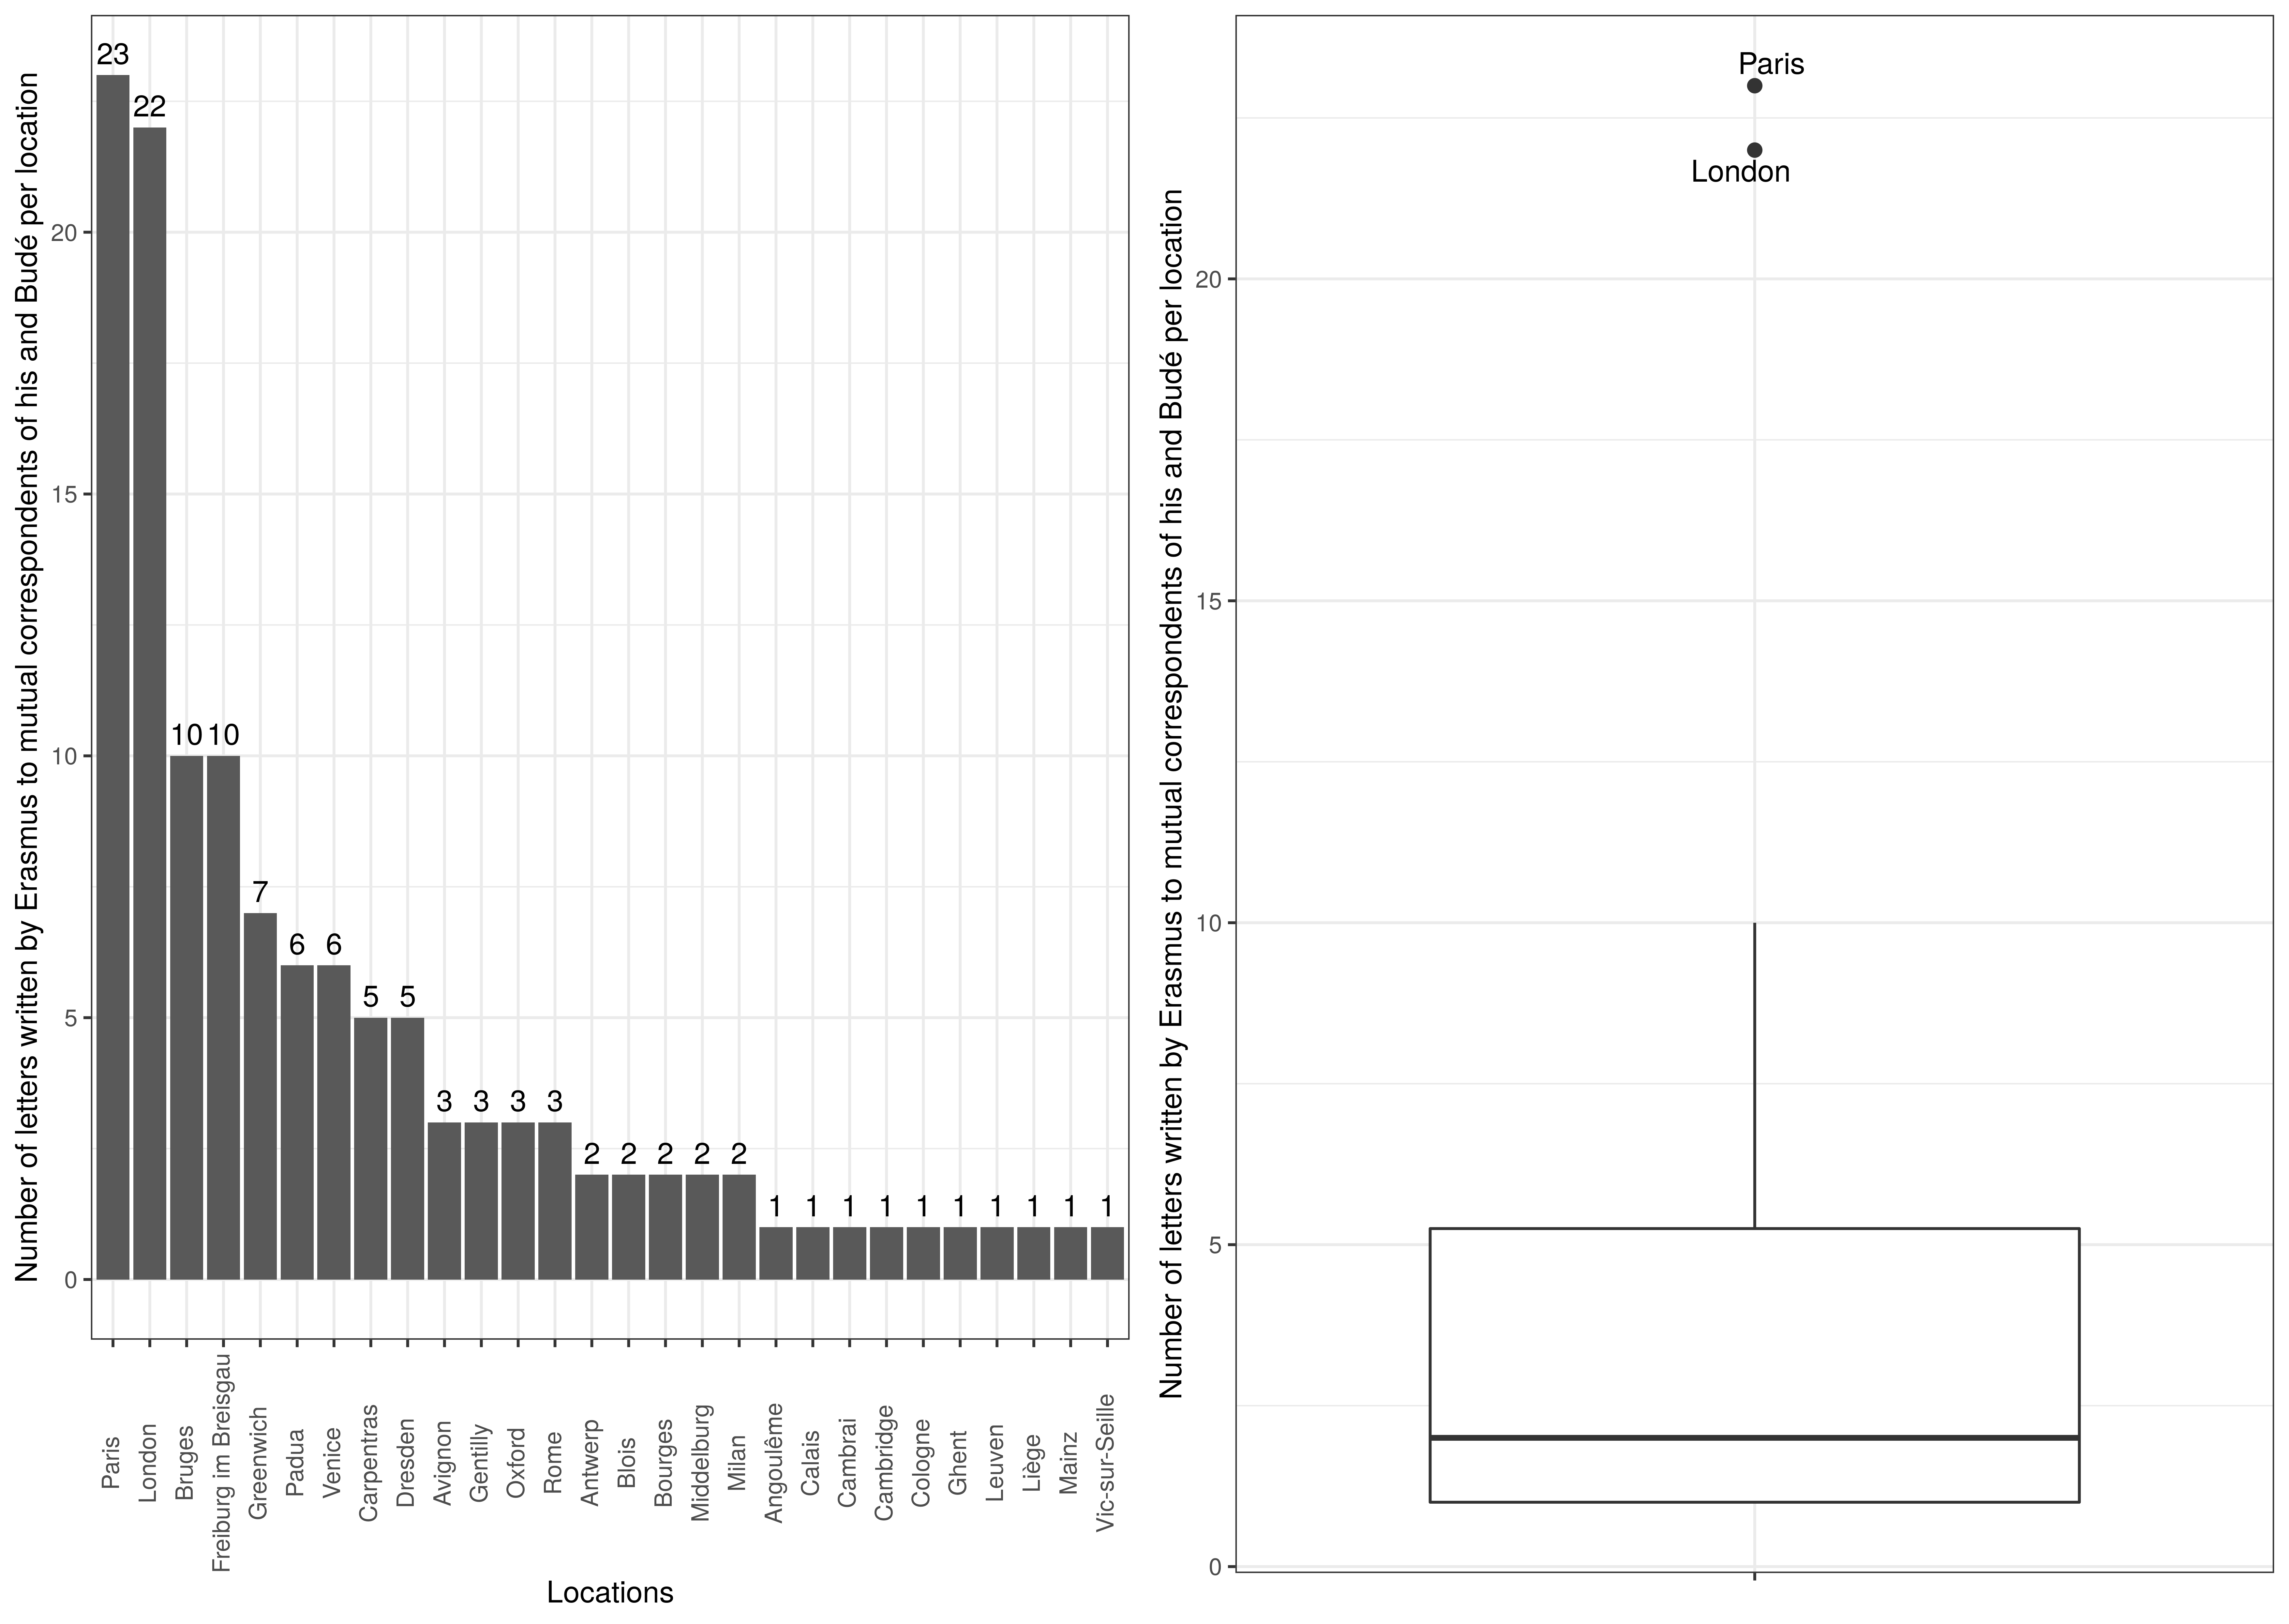 Number of letters written by Erasmus to mutual correspondents of his and Budé per location
20
15
10
5
0
23
22
10
10
7
6
6
5
5
3
3
3
3
2
2
2
2
2
1
1
1
1
1
1
1
1
1
1
Paris
London
Bruges
Freiburg im Breisgau
Greenwich
Padua
Venice
Carpentras
Dresden
Avignon
Gentilly
Oxford
Rome
Antwerp
Blois
Bourges
Middelburg
Milan
Angoulême
Calais
Cambrai
Cambridge
Cologne
Ghent
Leuven
Liège
Mainz
Vic-sur-Seille
Locations
Number of letters written by Erasmus to mutual correspondents of his and Budé per location
20
15
10
5
0
Paris
London